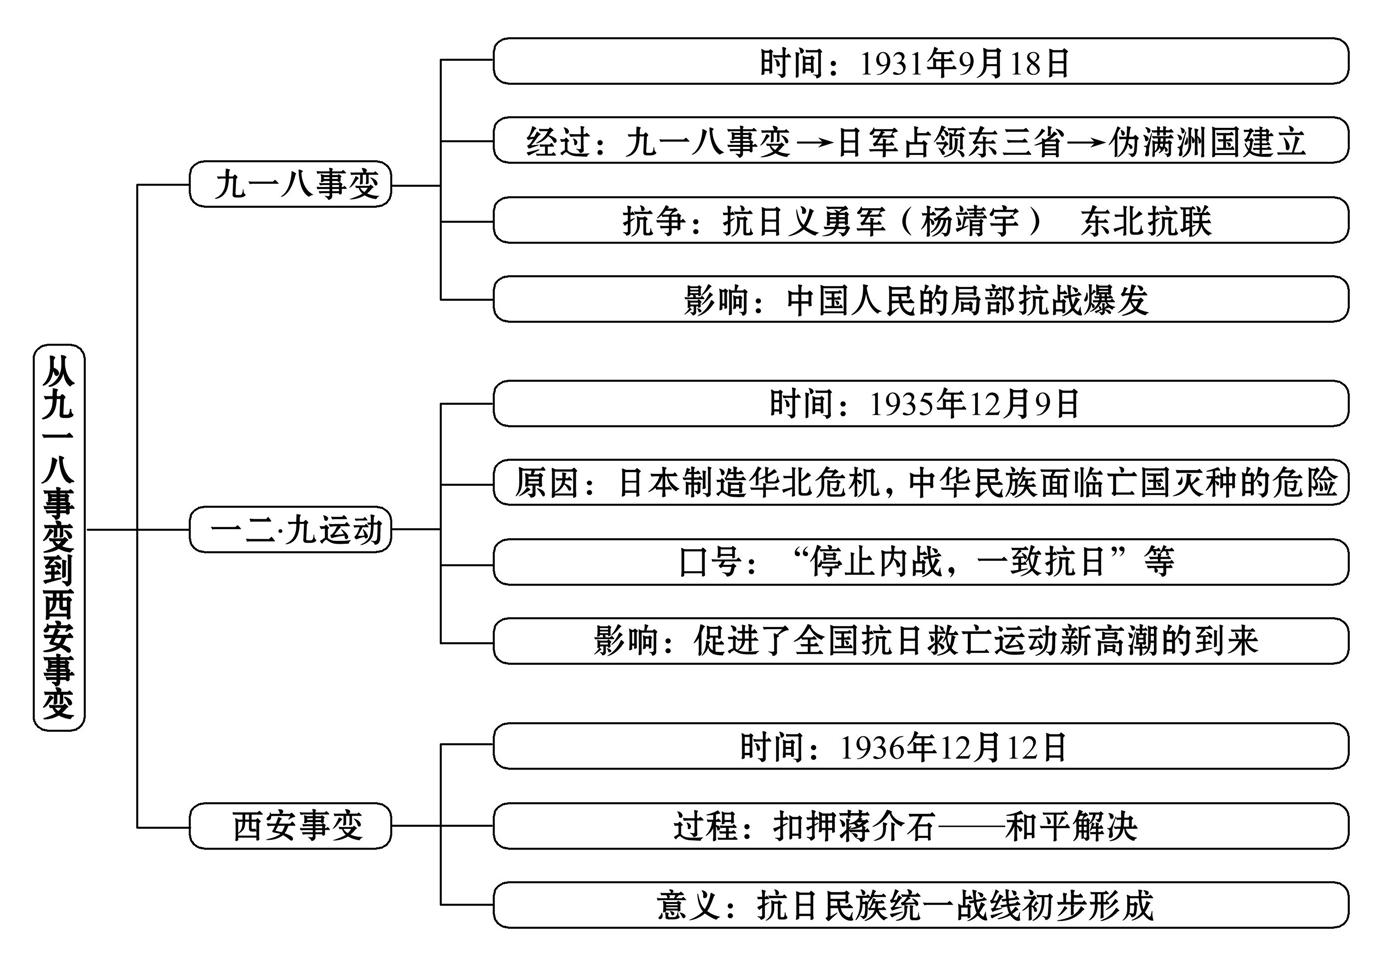 从九一八事变到西安事变
九一八事变
时间：1931年9月18日
经过：九一八事变→日军占领东三省→伪满洲国建立
抗争：抗日义勇军（杨靖宇） 东北抗联
影响：中国人民的局部抗战爆发
一二·九运动
时间：1935年12月9日
原因：日本制造华北危机，中华民族面临亡国灭种的危险
口号：“停止内战，一致抗日”等
影响：促进了全国抗日救亡运动新高潮的到来
西安事变
时间：1936年12月12日
过程：扣押蒋介石——和平解决
意义：抗日民族统一战线初步形成